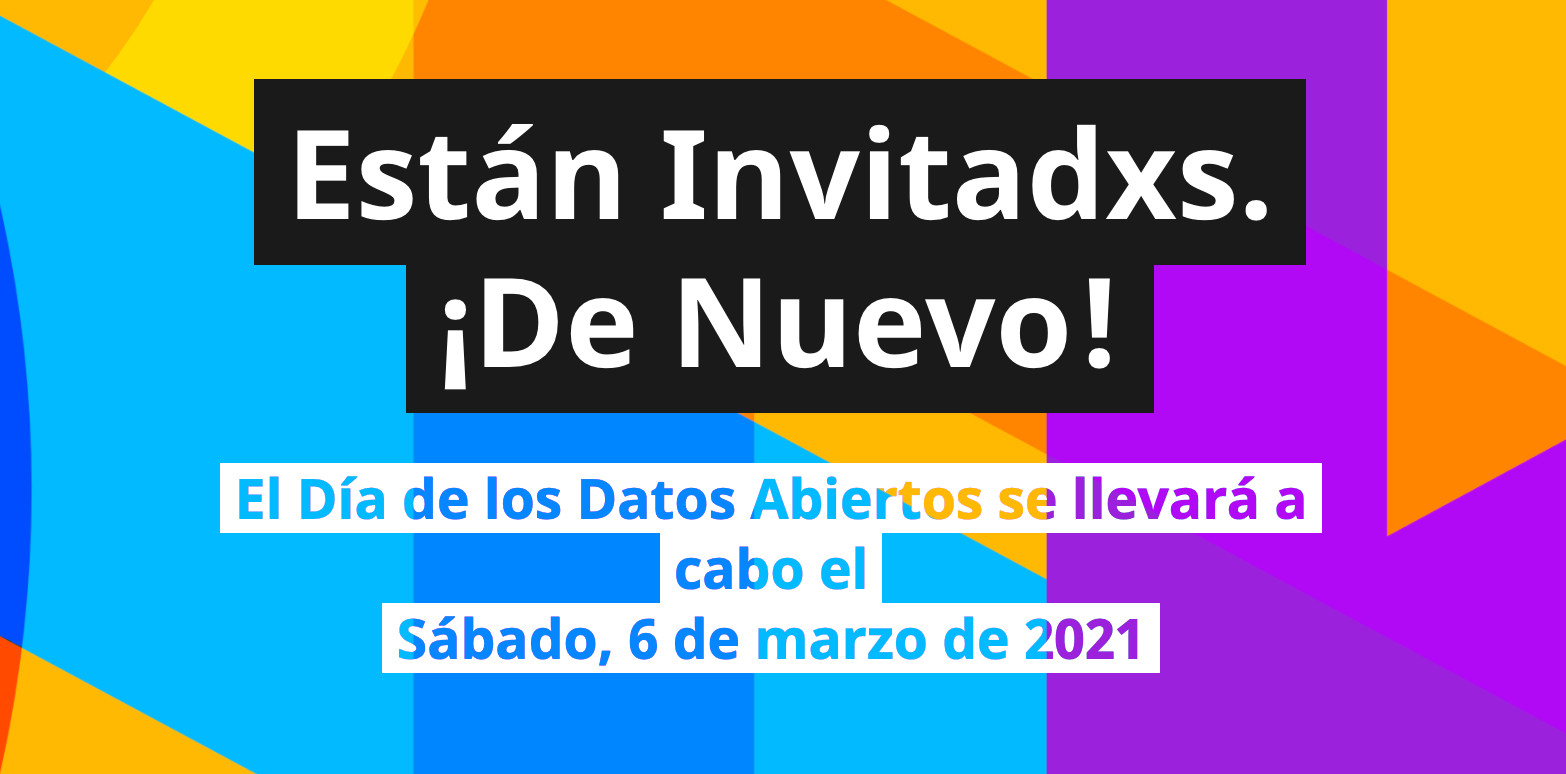 Están Invitadxs.
¡De Nuevo!
El Día de los Datos Abiertos se llevará a
cabo el
Sábado, 6 de marzo de 2021